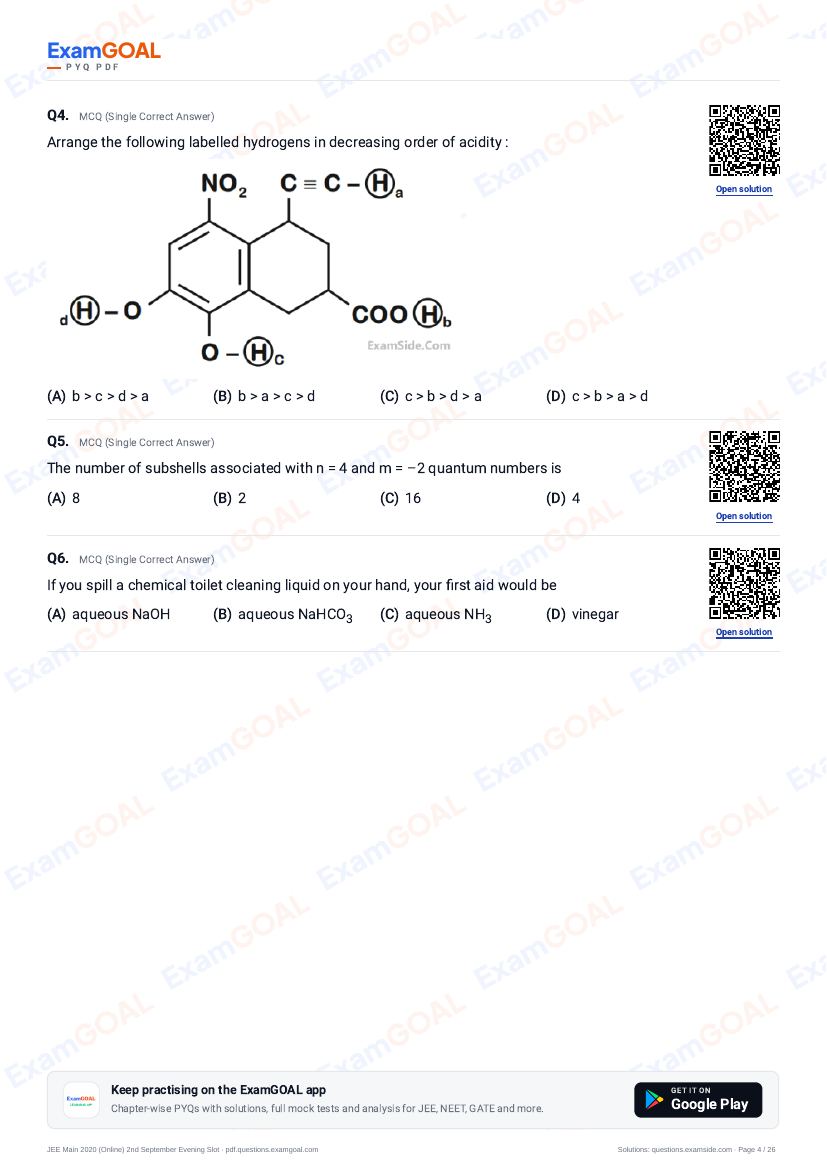 ExamGOAL
PYQ PDF
Q4. MCQ (Single Correct Answer)
Arrange the following labelled hydrogens in decreasing order of acidity :
NO2 C ≡ C – Ha
dH – O
COO Hb
O – Hc
ExamSide.Com
(A) b > c > d > a (B) b > a > c > d (C) c > b > d > a (D) c > b > a > d
Open solution
Q5. MCQ (Single Correct Answer)
The number of subshells associated with n = 4 and m = −2 quantum numbers is
(A) 8 (B) 2 (C) 16 (D) 4
Open solution
Q6. MCQ (Single Correct Answer)
If you spill a chemical toilet cleaning liquid on your hand, your first aid would be
(A) aqueous NaOH (B) aqueous NaHCO3 (C) aqueous NH3 (D) vinegar
Open solution
Keep practising on the ExamGOAL app
Chapter-wise PYQs with solutions, full mock tests and analysis for JEE, NEET, GATE and more.
GET IT ON
Google Play
JEE Main 2020 (Online) 2nd September Evening Slot · pdf.questions.examgoal.com
Solutions: questions.examside.com · Page 4 / 26